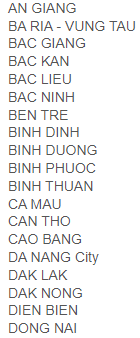 AN GIANG
BA RIA - VUNG TAU
BAC GIANG
BAC KAN
BAC LIEU
BAC NINH
BEN TRE
BINH DINH
BINH DUONG
BINH PHUOC
BINH THUAN
CA MAU
CAN THO
CAO BANG
DA NANG City
DAK LAK
DAK NONG
DIEN BIEN
DONG NAI